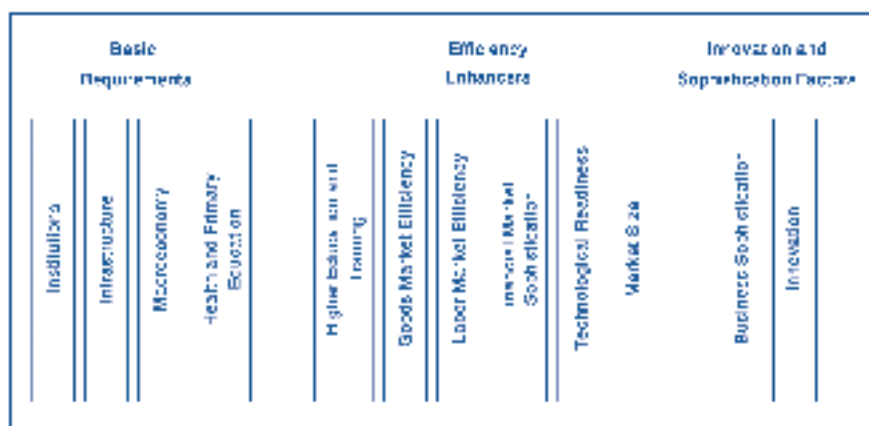 Basic
Requirements
Efficiency
Enhancers
Innovation and
Sophistication Factors
Institutions
Infrastructure
Macroeconomy
Health and Primary
Education
Higher Education and
Training
Goods Market Efficiency
Labor Market Efficiency
Financial Market
Sophistication
Technological Readiness
Market Size
Business Sophistication
Innovation